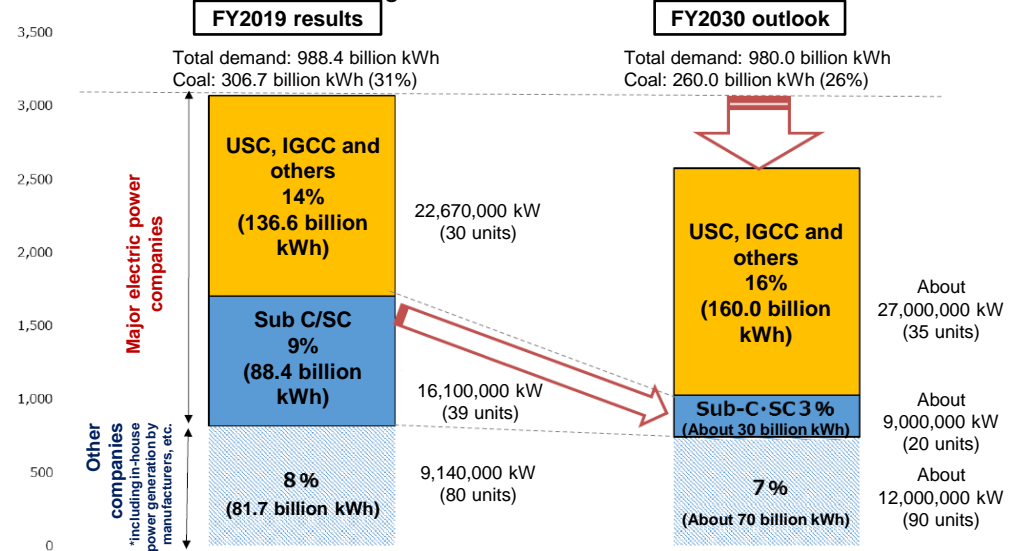 FY2019 results
FY2030 outlook
Total demand: 988.4 billion kWh
Coal: 306.7 billion kWh (31%)
Total demand: 980.0 billion kWh
Coal: 260.0 billion kWh (26%)
3,500
3,000
2,500
2,000
1,500
1,000
500
0
Major electric power
companies
Other
companies
*including in-house
power generation by
manufacturers, etc.
USC, IGCC and
others
14%
(136.6 billion
kWh)
22,670,000 kW
(30 units)
Sub C/SC
9%
(88.4 billion
kWh)
16,100,000 kW
(39 units)
8%
(81.7 billion kWh)
9,140,000 kW
(80 units)
USC, IGCC and
others
16%
(160.0 billion
kWh)
About
27,000,000 kW
(35 units)
Sub-C・SC3%
(About 30 billion kWh)
About
9,000,000 kW
(20 units)
7%
(About 70 billion kWh)
About
12,000,000 kW
(90 units)